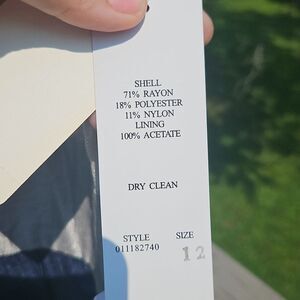 SHELL
71% RAYON
18% POLYESTER
11% NYLON
LINING
100% ACETATE
DRY CLEAN
STYLE SIZE
011182740 12